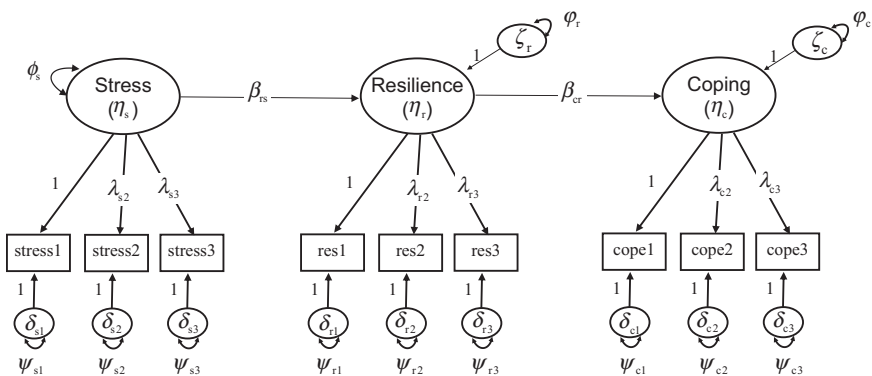 ϕs Stress (ηs) βrs Resilience (ηr) 1 ζr φr βcr Coping (ηc) 1 ζc φc
1 λs2 λs3 1 λr2 λr3 1 λc2 λc3
stress1 stress2 stress3 res1 res2 res3 cope1 cope2 cope3
1 1 1 1 1 1 1 1 1
δs1 δs2 δs3 δr1 δr2 δr3 δc1 δc2 δc3
ψs1 ψs2 ψs3 ψr1 ψr2 ψr3 ψc1 ψc2 ψc3